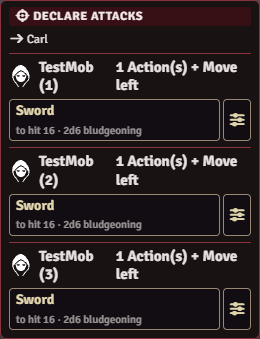 DECLARE ATTACKS
→ Carl
TestMob 1 Action(s) + Move
(1) left
Sword
to hit 16 · 2d6 bludgeoning
TestMob 1 Action(s) + Move
(2) left
Sword
to hit 16 · 2d6 bludgeoning
TestMob 1 Action(s) + Move
(3) left
Sword
to hit 16 · 2d6 bludgeoning